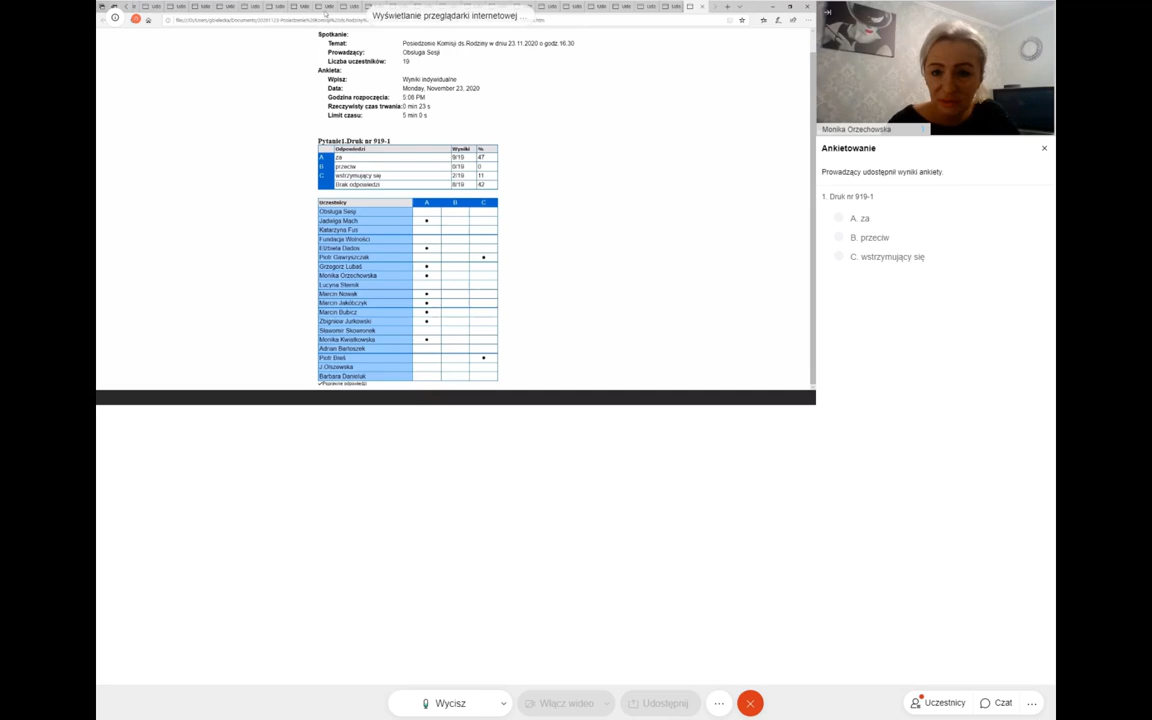 Wyświetlanie przeglądarki internetowej
Spotkanie:
Temat: Posiedzenie Komisji ds.Rodziny w dniu 23.11.2020 o godz.16.30
Prowadzący: Obsługa Sesji
Liczba uczestników: 19
Ankieta:
Wpisz: Wyniki indywidualne
Data: Monday, November 23, 2020
Godzina rozpoczęcia: 5:08 PM
Rzeczywisty czas trwania: 0 min 23 s
Limit czasu: 5 min 0 s
Pytanie1.Druk nr 919-1
Odpowiedzi Wyniki %
A za 9/19 47
B przeciw 0/19 0
C wstrzymujący się 2/19 11
Brak odpowiedzi 8/19 42
Uczestnicy A B C
Obsługa Sesji
Jadwiga Mach •
Katarzyna Fus
Fundacja Wolności
Elżbieta Dados •
Piotr Gawryszczak •
Grzegorz Lubaś •
Monika Orzechowska •
Lucyna Sternik
Marcin Nowak •
Marcin Jakóbczyk •
Marcin Bubicz •
Zbigniew Jurkowski •
Sławomir Skowronek
Monika Kwiatkowska •
Adrian Bartoszek
Piotr Breś •
J.Olszewska
Barbara Danieluk
✓Poprawne odpowiedzi
Monika Orzechowska
Ankietowanie
Prowadzący udostępnił wyniki ankiety.
1. Druk nr 919-1
A. za
B. przeciw
C. wstrzymujący się
Wycisz
Włącz wideo
Udostępnij
Uczestnicy
Czat